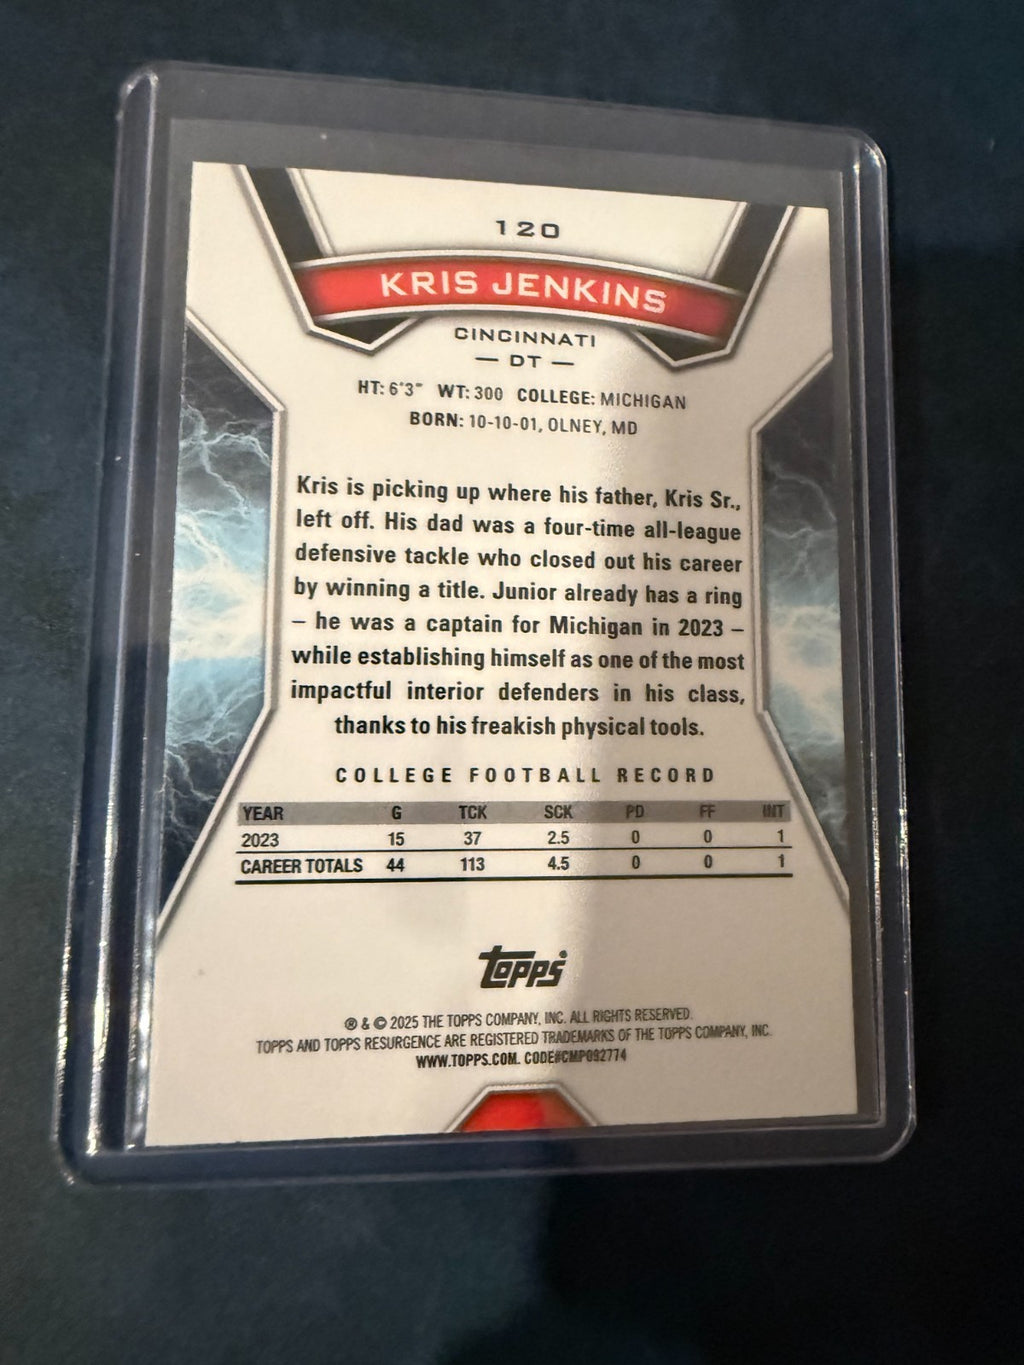 120
KRIS JENKINS
CINCINNATI
— DT —
HT: 6'3" WT: 300 COLLEGE: MICHIGAN
BORN: 10-10-01, OLNEY, MD
Kris is picking up where his father, Kris Sr.,
left off. His dad was a four-time all-league
defensive tackle who closed out his career
by winning a title. Junior already has a ring
– he was a captain for Michigan in 2023 –
while establishing himself as one of the most
impactful interior defenders in his class,
thanks to his freakish physical tools.
COLLEGE FOOTBALL RECORD
YEAR G TCK SCK PD FF INT
2023 15 37 2.5 0 0 1
CAREER TOTALS 44 113 4.5 0 0 1
Topps®
® & © 2025 THE TOPPS COMPANY, INC. ALL RIGHTS RESERVED.
TOPPS AND TOPPS RESURGENCE ARE REGISTERED TRADEMARKS OF THE TOPPS COMPANY, INC.
WWW.TOPPS.COM. CODE#CMP092774